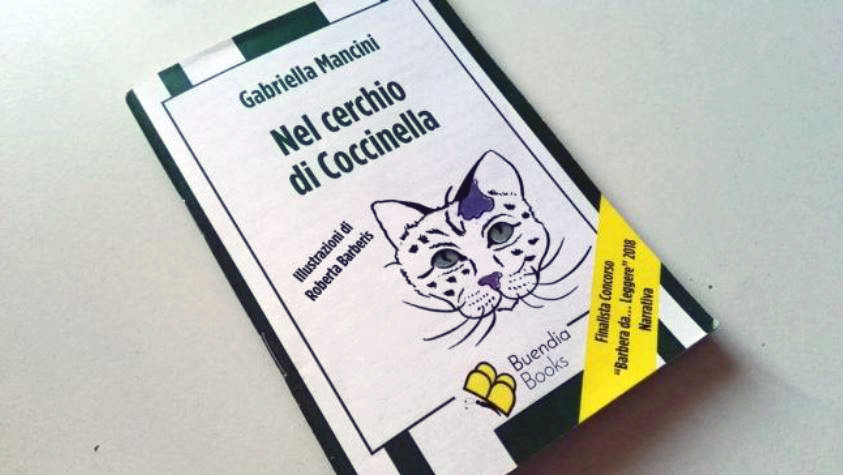 Gabriella Mancini
Nel cerchio
di Coccinella
Illustrazioni di
Roberta Barberis
Buendia
Books
Finalista Concorso
"Barbera da... Leggere" 2018
Narrativa